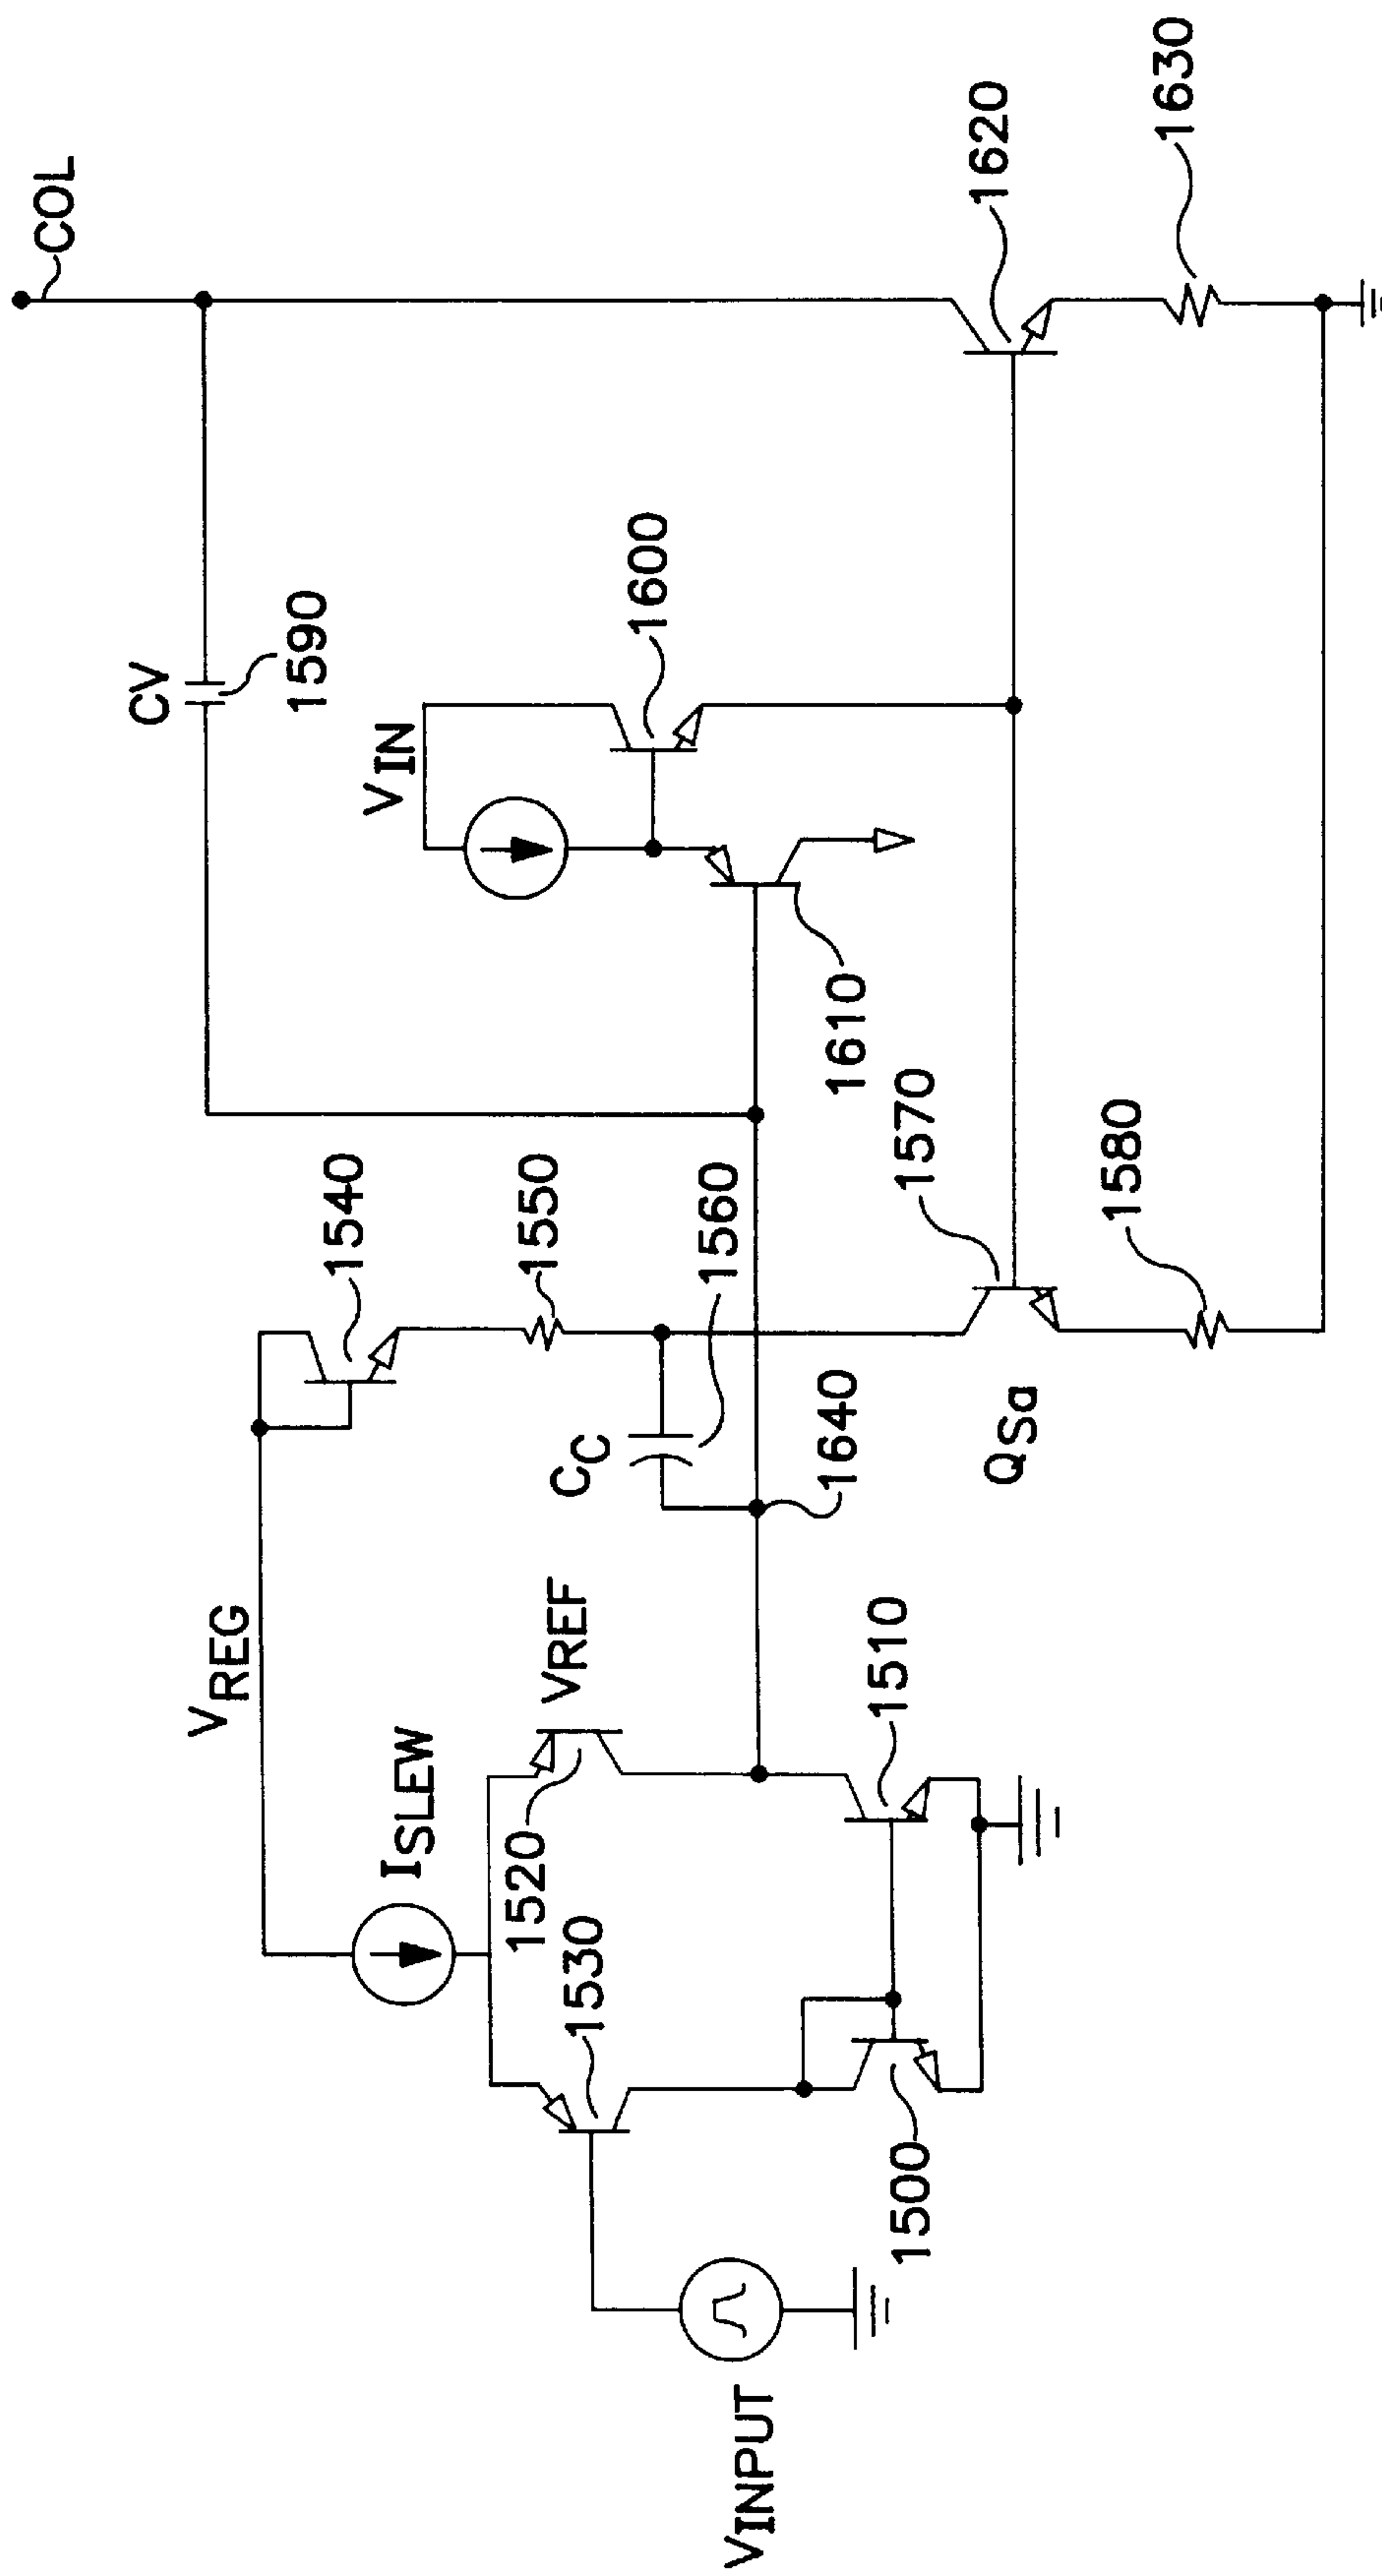 COL
CV
1590
VIN
1600
1610
1620
1630
VREG
1540
1550
1560
CC
1570
1580
QSa
1640
ISLEW
VREF
1520
1530
1510
1500
VINPUT